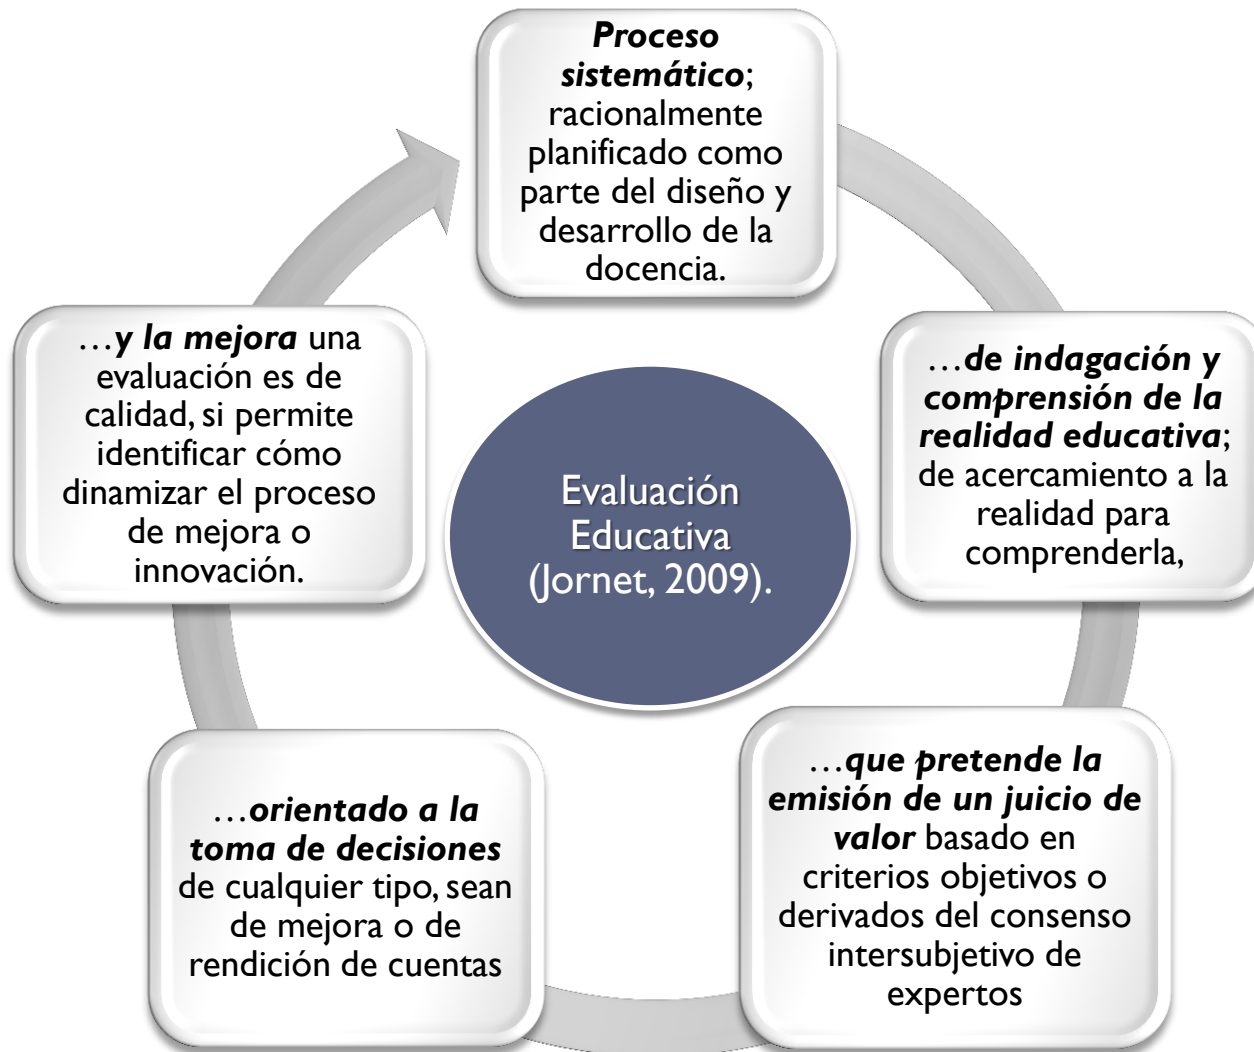 Proceso
sistemático;
racionalmente
planificado como
parte del diseño y
desarrollo de la
docencia.
…de indagación y
comprensión de la
realidad educativa;
de acercamiento a la
realidad para
comprenderla,
…que pretende la
emisión de un juicio de
valor basado en
criterios objetivos o
derivados del consenso
intersubjetivo de
expertos
…orientado a la
toma de decisiones
de cualquier tipo, sean
de mejora o de
rendición de cuentas
…y la mejora una
evaluación es de
calidad, si permite
identificar cómo
dinamizar el proceso
de mejora o
innovación.
Evaluación
Educativa
(Jornet, 2009).